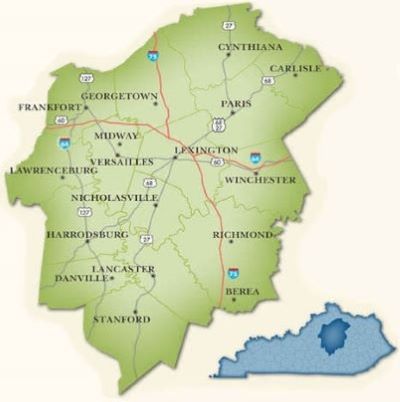 27
CYNTHIANA
75
68
CARLISLE
127
GEORGETOWN
PARIS
FRANKFORT
60
68
27
MIDWAY
64
LEXINGTON
64
VERSAILLES
60
LAWRENCEBURG
WINCHESTER
68
NICHOLASVILLE
127
HARRODSBURG
27
RICHMOND
LANCASTER
75
DANVILLE
BEREA
STANFORD